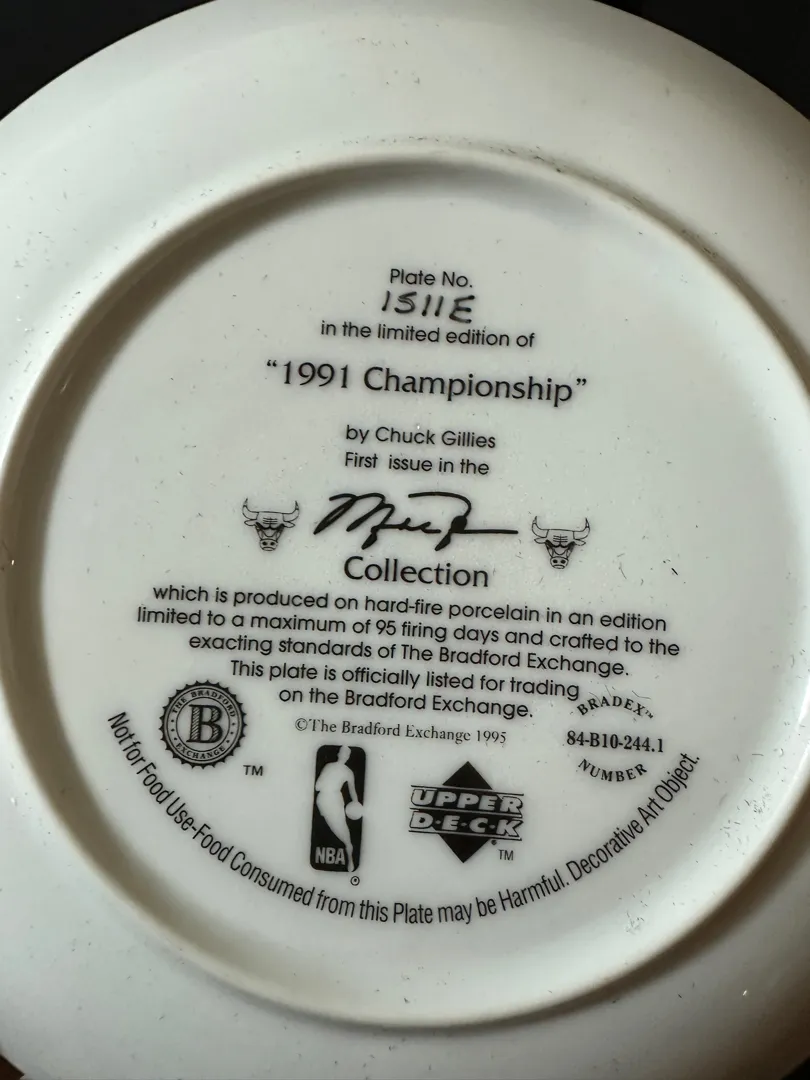 Plate No.
1511E
in the limited edition of
“1991 Championship”
by Chuck Gillies
First issue in the
Collection
which is produced on hard-fire porcelain in an edition
limited to a maximum of 95 firing days and crafted to the
exacting standards of The Bradford Exchange.
This plate is officially listed for trading
on the Bradford Exchange.
©The Bradford Exchange 1995
THE BRADFORD
B
EXCHANGE
TM
BRADEX™
84-B10-244.1
NUMBER
NBA
UPPER
D·E·C·K
TM
Not for Food Use-Food Consumed from this Plate may be Harmful. Decorative Art Object.